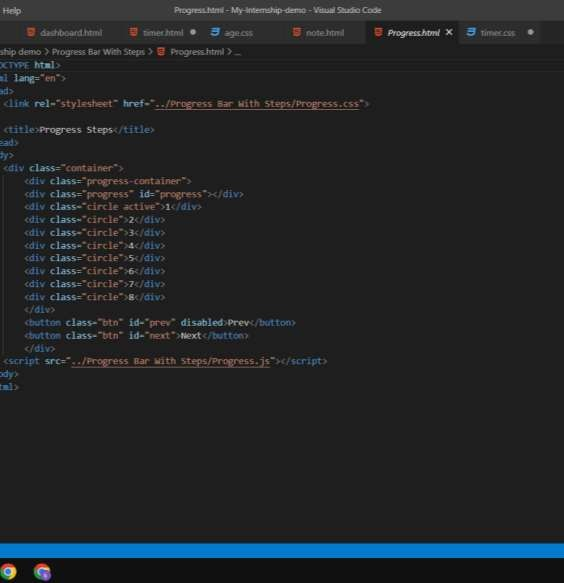 Help Progress.html - My-Internship-demo - Visual Studio Code
dashboard.html timer.html age.css note.html Progress.html timer.css
ship-demo > Progress Bar With Steps > Progress.html > ...
OCTYPE html>
ml lang="en">
ad>
<link rel="stylesheet" href="../Progress Bar With Steps/Progress.css">
<title>Progress Steps</title>
ead>
dy>
<div class="container">
<div class="progress-container">
<div class="progress" id="progress"></div>
<div class="circle active">1</div>
<div class="circle">2</div>
<div class="circle">3</div>
<div class="circle">4</div>
<div class="circle">5</div>
<div class="circle">6</div>
<div class="circle">7</div>
<div class="circle">8</div>
</div>
<button class="btn" id="prev" disabled>Prev</button>
<button class="btn" id="next">Next</button>
</div>
<script src="../Progress Bar With Steps/Progress.js"></script>
ody>
tml>